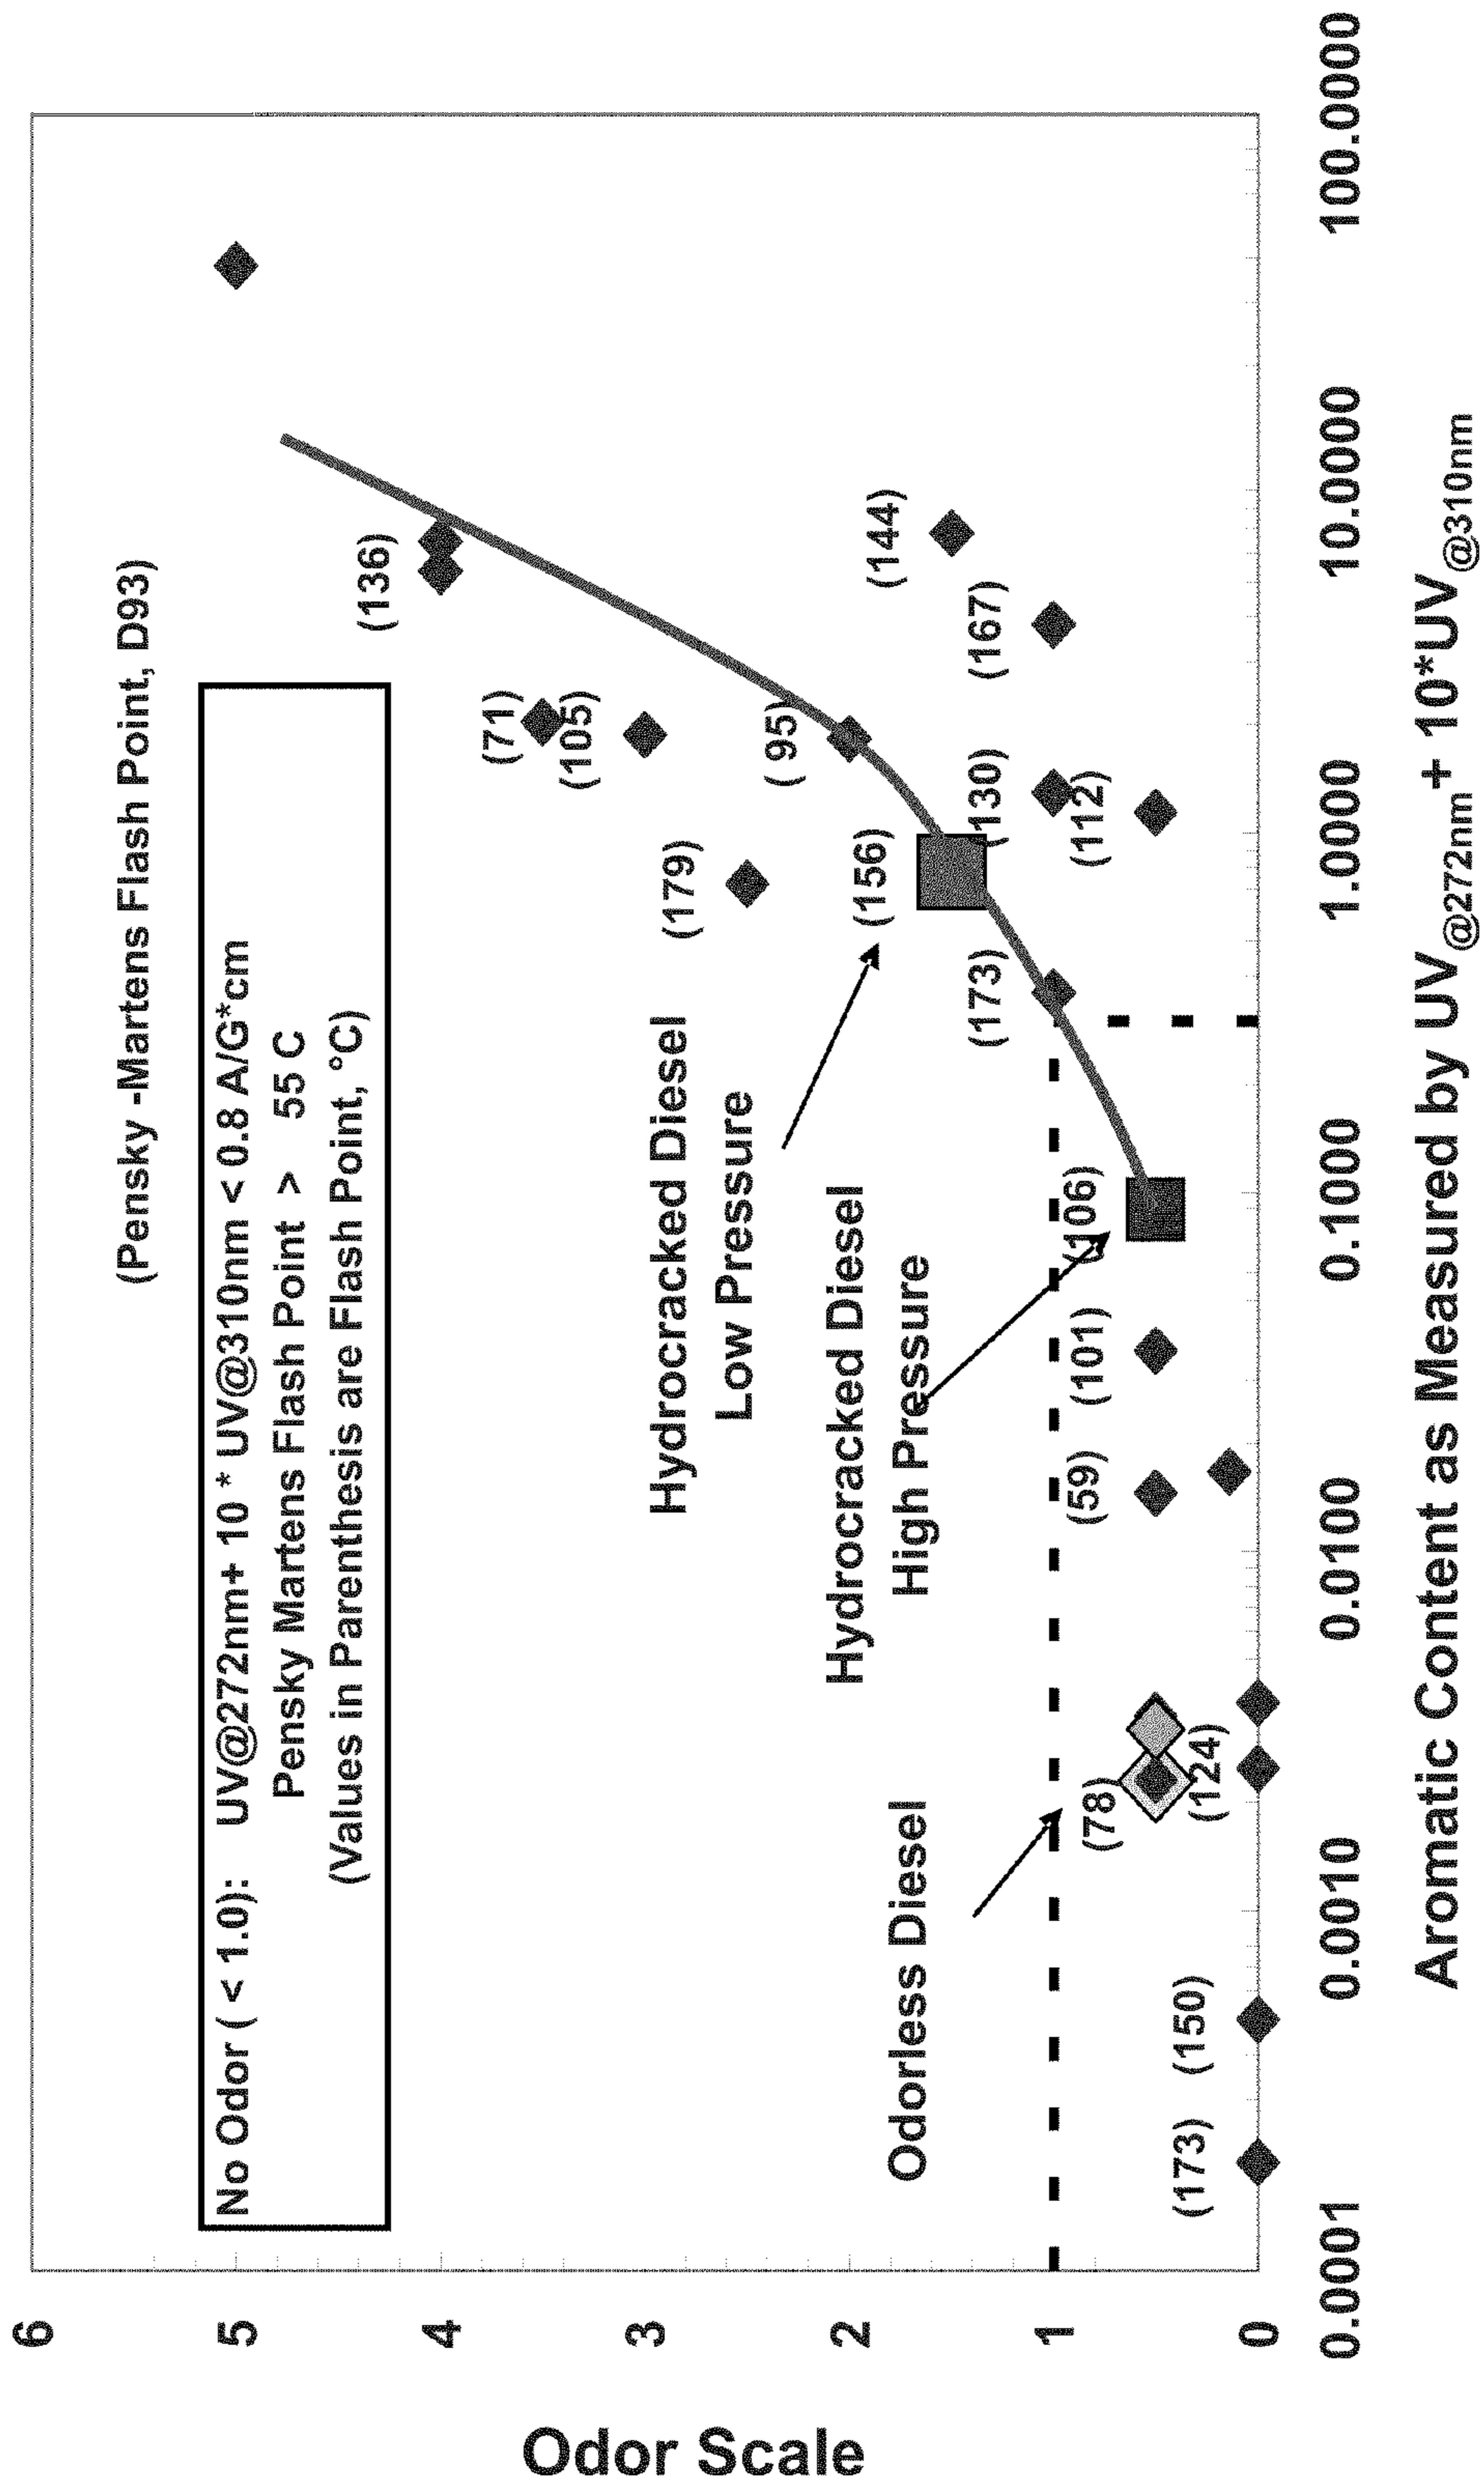 (Pensky -Martens Flash Point, D93)
No Odor ( < 1.0): UV@272nm+ 10 * UV@310nm < 0.8 A/G*cm
Pensky Martens Flash Point > 55 C
(Values in Parenthesis are Flash Point, °C)
Odor Scale
6
5
4
3
2
1
0
(136)
(71)
(105)
(179)
( 95)
(144)
(156)
(167)
(130)
(112)
(173)
(106)
(101)
(59)
(78)
(124)
(150)
(173)
Hydrocracked Diesel
Low Pressure
Hydrocracked Diesel
High Pressure
Odorless Diesel
0.0001
0.0010
0.0100
0.1000
1.0000
10.0000
100.0000
Aromatic Content as Measured by UV@272nm + 10*UV@310nm